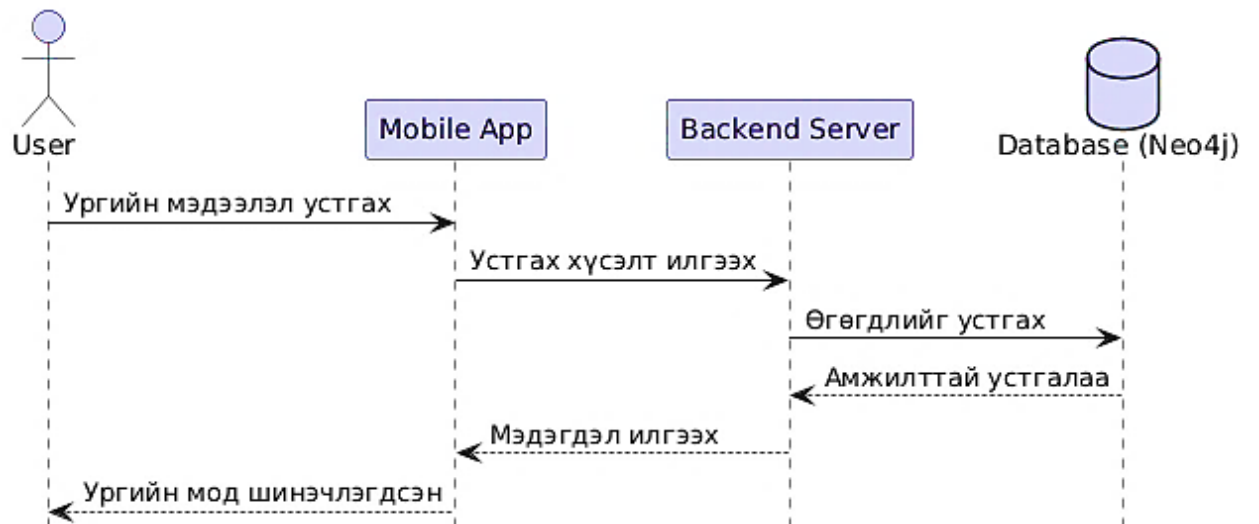 User
Mobile App
Backend Server
Database (Neo4j)
Ургийн мэдээлэл устгах
Устгах хүсэлт илгээх
Өгөгдлийг устгах
Амжилттай устгалаа
Мэдэгдэл илгээх
Ургийн мод шинэчлэгдсэн